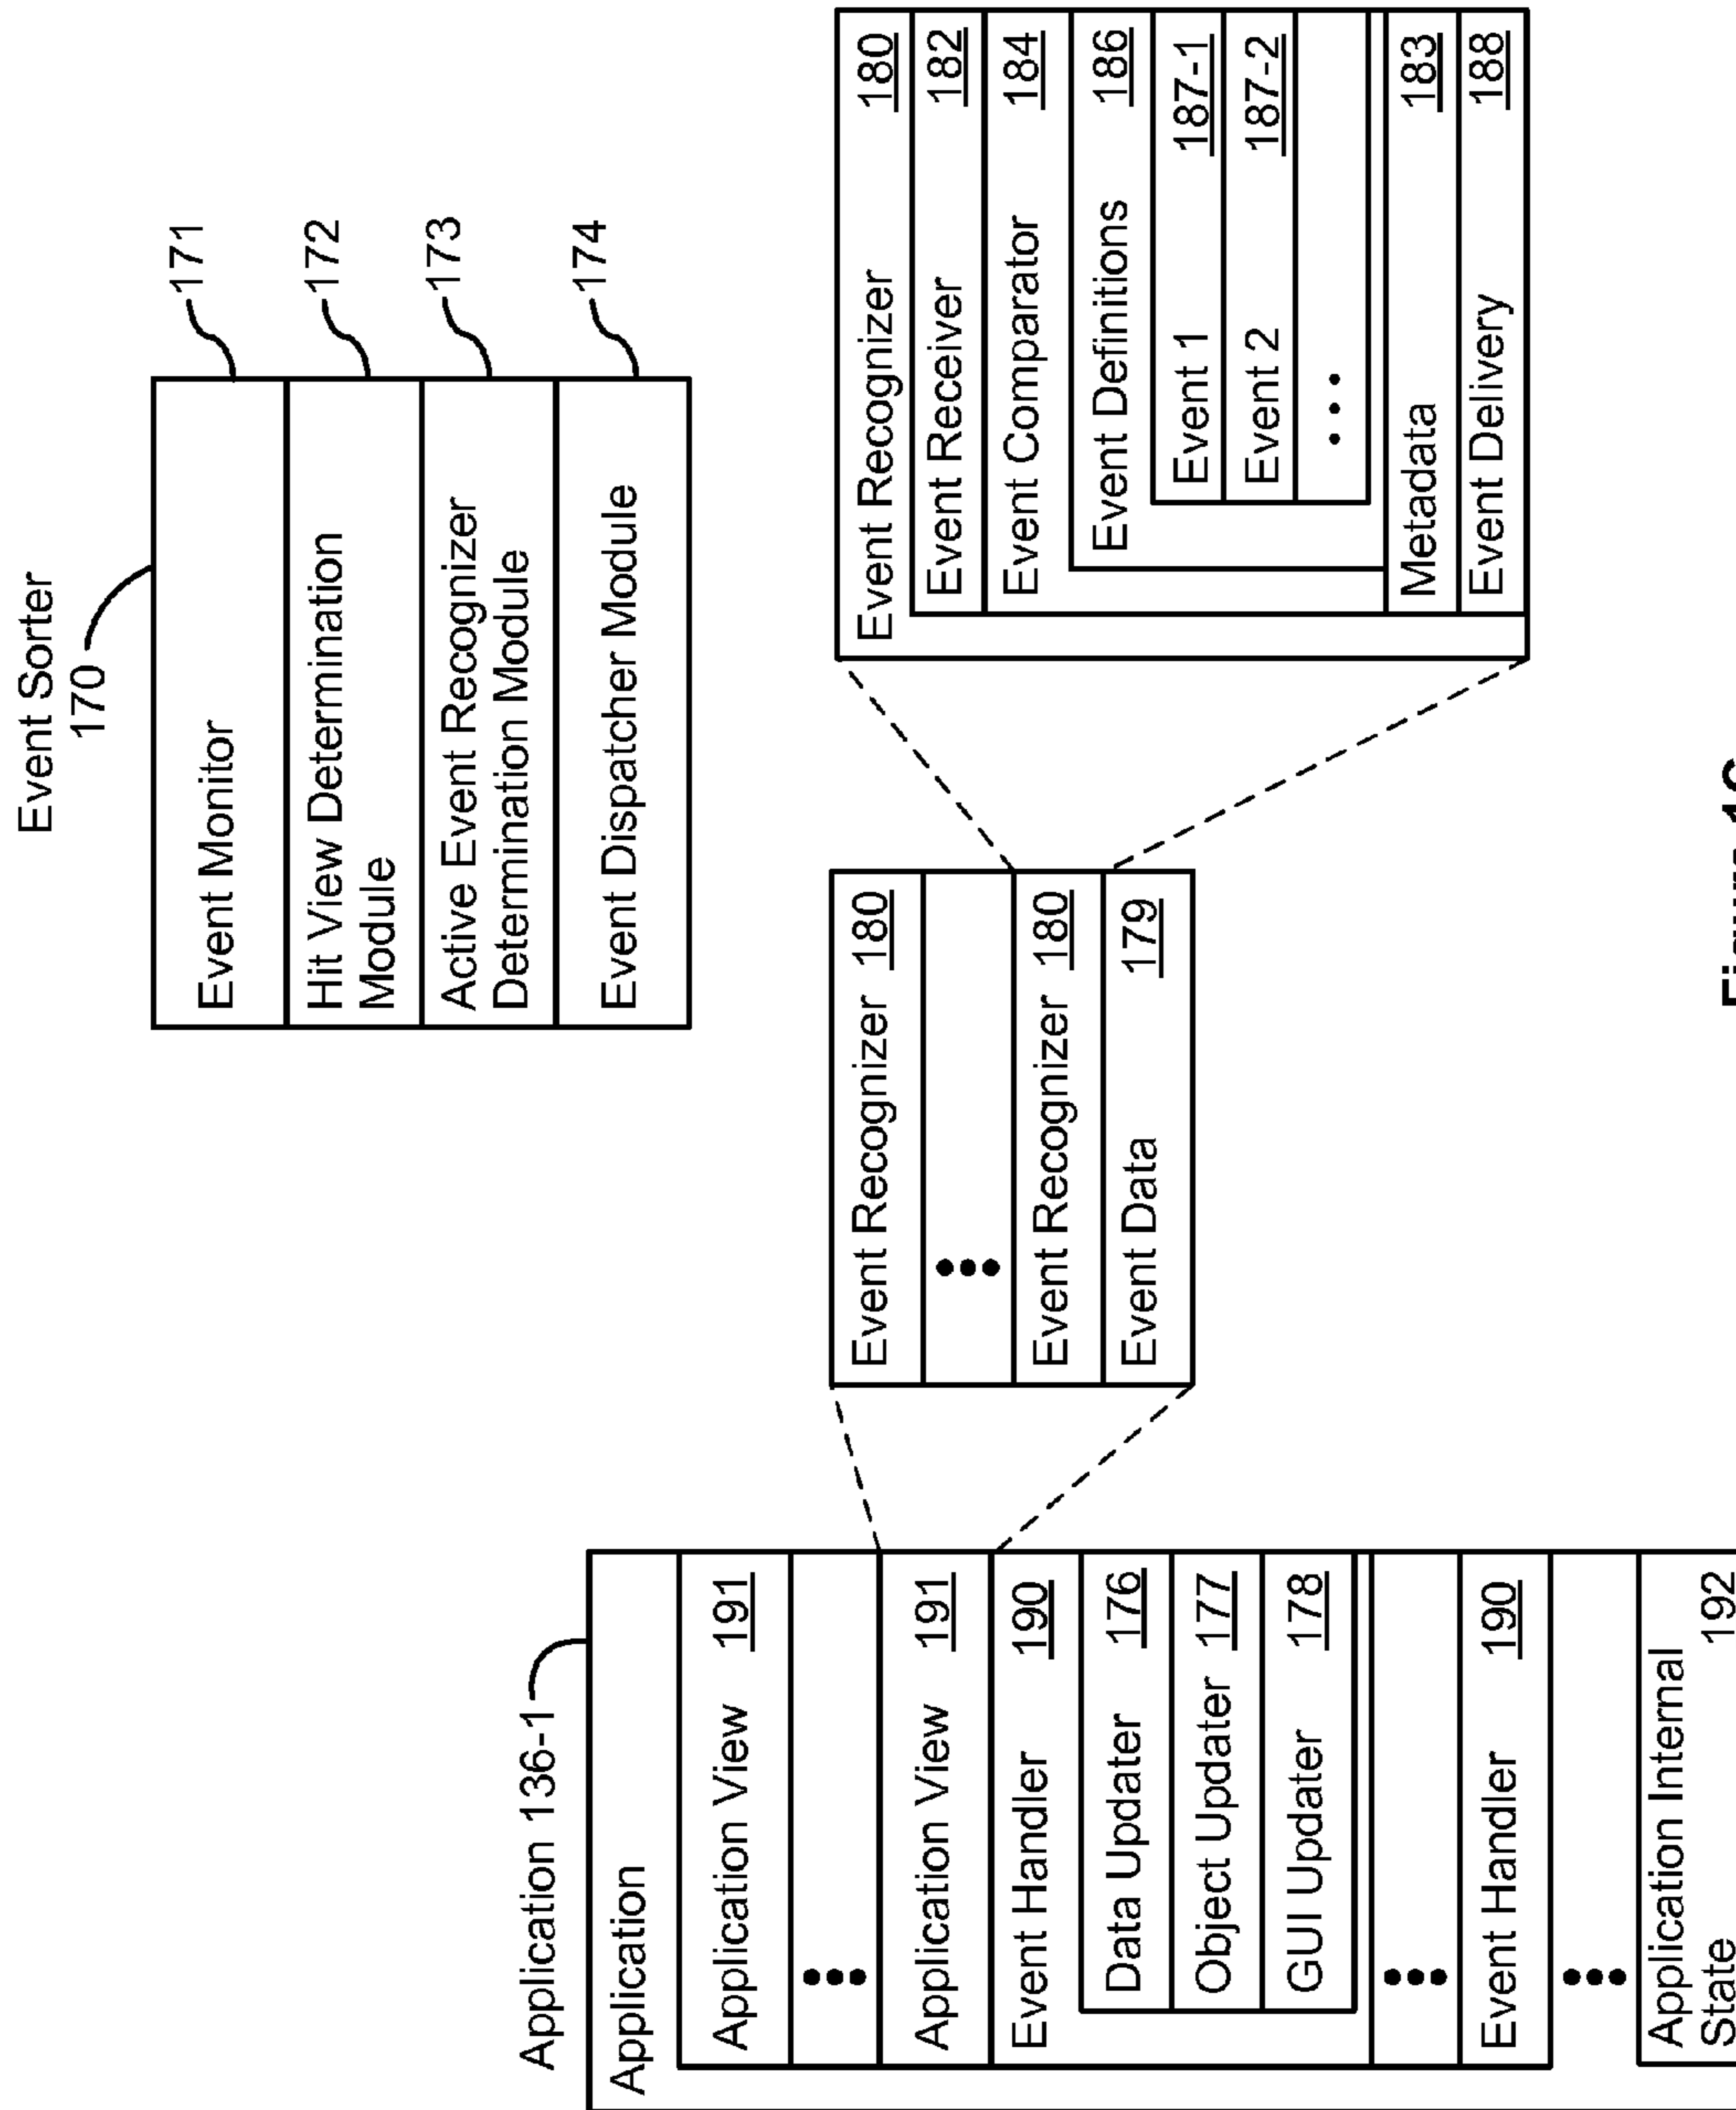 Event Sorter
170
Event Monitor
171
Hit View Determination
Module
172
Active Event Recognizer
Determination Module
173
Event Dispatcher Module
174
Application 136-1
Application
Application View 191
•••
Application View 191
Event Handler 190
Data Updater 176
Object Updater 177
GUI Updater 178
•••
Event Handler 190
•••
Application Internal
State 192
Event Recognizer 180
•••
Event Recognizer 180
Event Data 179
Event Recognizer 180
Event Receiver 182
Event Comparator 184
Event Definitions 186
Event 1 187-1
Event 2 187-2
•••
Metadata 183
Event Delivery 188